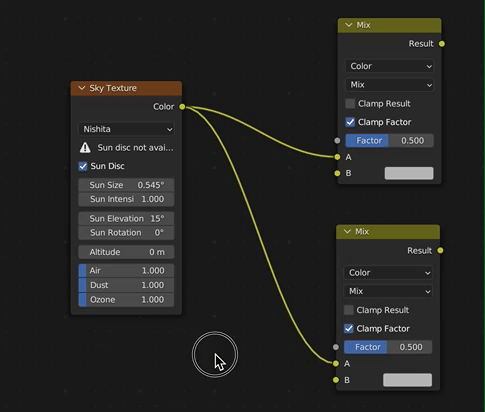 Mix
Result
Color
Mix
Clamp Result
Clamp Factor
Factor 0.500
A
B
Sky Texture
Color
Nishita
Sun disc not avai...
Sun Disc
Sun Size 0.545°
Sun Intensi 1.000
Sun Elevation 15°
Sun Rotation 0°
Altitude 0 m
Air 1.000
Dust 1.000
Ozone 1.000
Mix
Result
Color
Mix
Clamp Result
Clamp Factor
Factor 0.500
A
B